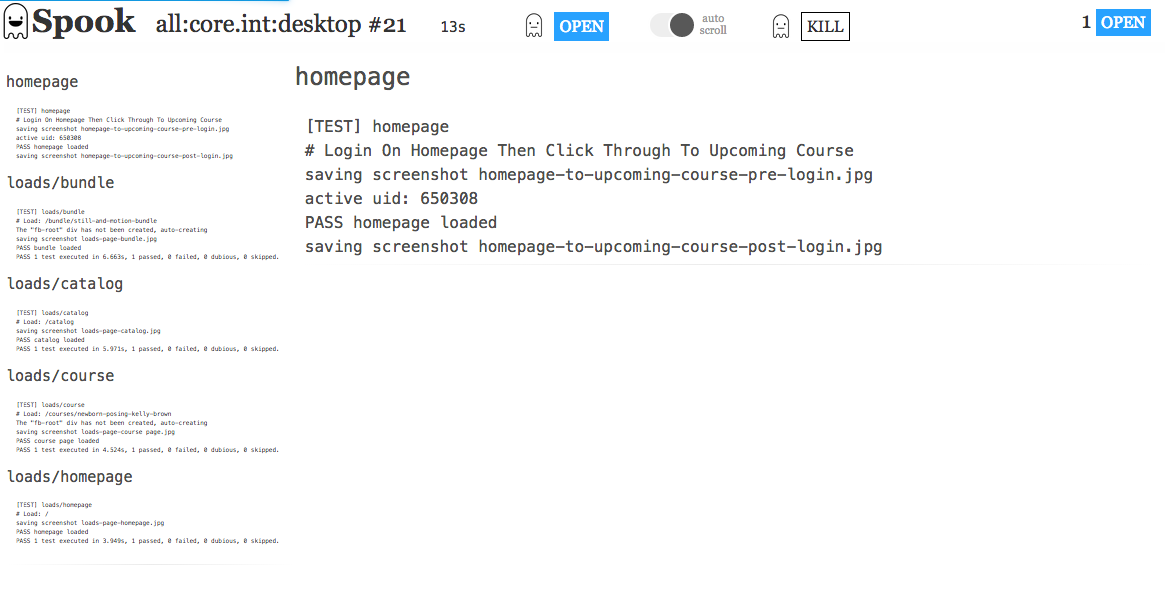 Spook all:core.int:desktop #21 13s OPEN auto scroll KILL 1 OPEN
homepage
[TEST] homepage
# Login On Homepage Then Click Through To Upcoming Course
saving screenshot homepage-to-upcoming-course-pre-login.jpg
active uid: 650308
PASS homepage loaded
saving screenshot homepage-to-upcoming-course-post-login.jpg
loads/bundle
[TEST] loads/bundle
# Load: /bundle/still-and-motion-bundle
The "fb-root" div has not been created, auto-creating
saving screenshot loads-page-bundle.jpg
PASS bundle loaded
PASS 1 test executed in 6.663s, 1 passed, 0 failed, 0 dubious, 0 skipped.
loads/catalog
[TEST] loads/catalog
# Load: /catalog
saving screenshot loads-page-catalog.jpg
PASS catalog loaded
PASS 1 test executed in 5.971s, 1 passed, 0 failed, 0 dubious, 0 skipped.
loads/course
[TEST] loads/course
# Load: /courses/newborn-posing-kelly-brown
The "fb-root" div has not been created, auto-creating
saving screenshot loads-page-course page.jpg
PASS course page loaded
PASS 1 test executed in 4.524s, 1 passed, 0 failed, 0 dubious, 0 skipped.
loads/homepage
[TEST] loads/homepage
# Load: /
saving screenshot loads-page-homepage.jpg
PASS homepage loaded
PASS 1 test executed in 3.949s, 1 passed, 0 failed, 0 dubious, 0 skipped.
homepage
[TEST] homepage
# Login On Homepage Then Click Through To Upcoming Course
saving screenshot homepage-to-upcoming-course-pre-login.jpg
active uid: 650308
PASS homepage loaded
saving screenshot homepage-to-upcoming-course-post-login.jpg